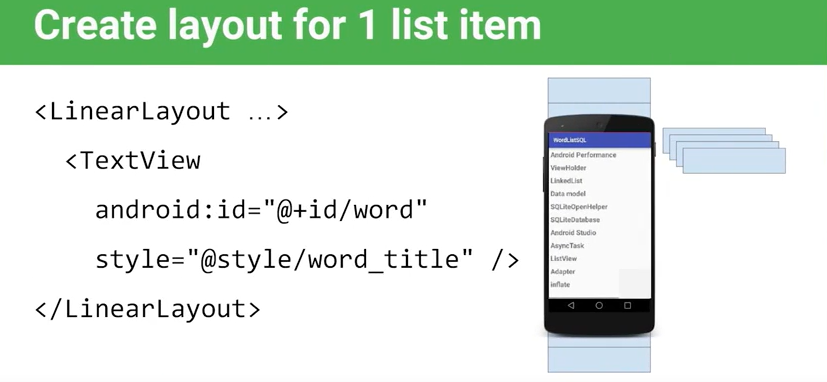 Create layout for 1 list item
<LinearLayout ...>
<TextView
android:id="@+id/word"
style="@style/word_title" />
</LinearLayout>
WordListSQL
Android Performance
ViewHolder
LinkedList
Data model
SQLiteOpenHelper
SQLiteDatabase
Android Studio
AsyncTask
ListView
Adapter
inflate